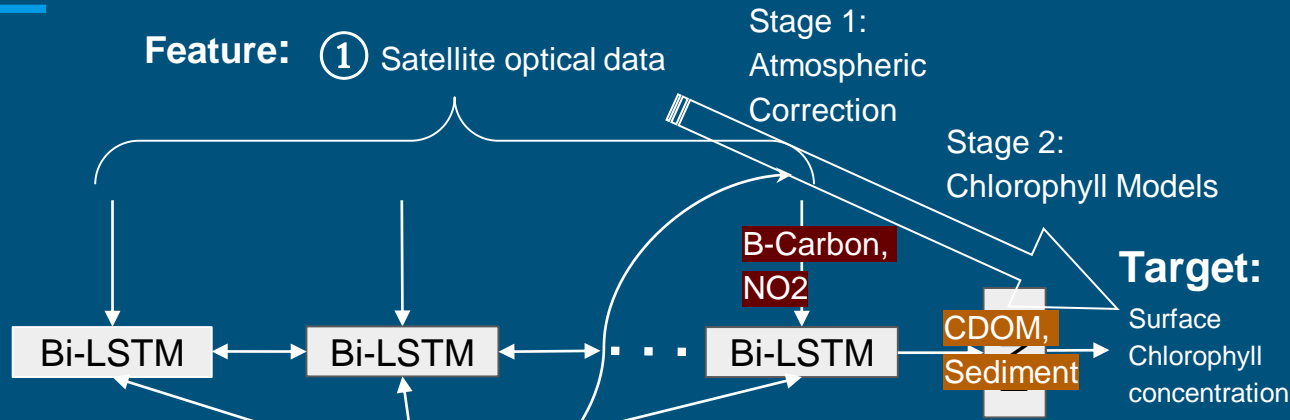 Feature: ① Satellite optical data
Stage 1:
Atmospheric
Correction
Stage 2:
Chlorophyll Models
B-Carbon,
NO2
Target:
Surface
Chlorophyll
concentration
Bi-LSTM
Bi-LSTM
. . .
Bi-LSTM
CDOM,
Sediment